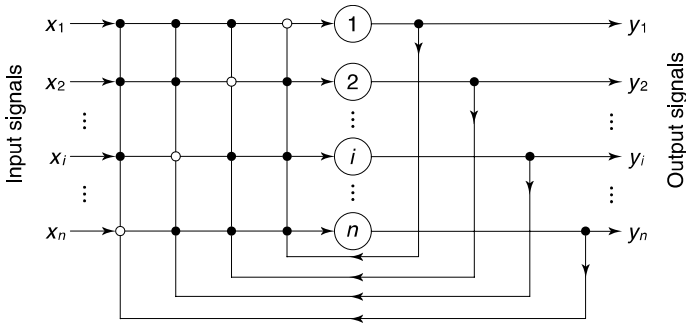 x1 1 y1
x2 2 y2
⋮ ⋮ ⋮
xi i yi
⋮ ⋮ ⋮
xn n yn
Input signals
Output signals